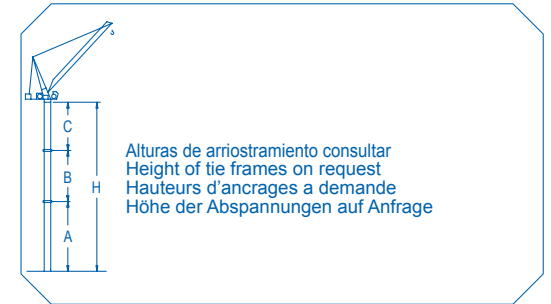 C
B
H
A
Alturas de arriostramiento consultar
Height of tie frames on request
Hauteurs d’ancrages a demande
Höhe der Abspannungen auf Anfrage